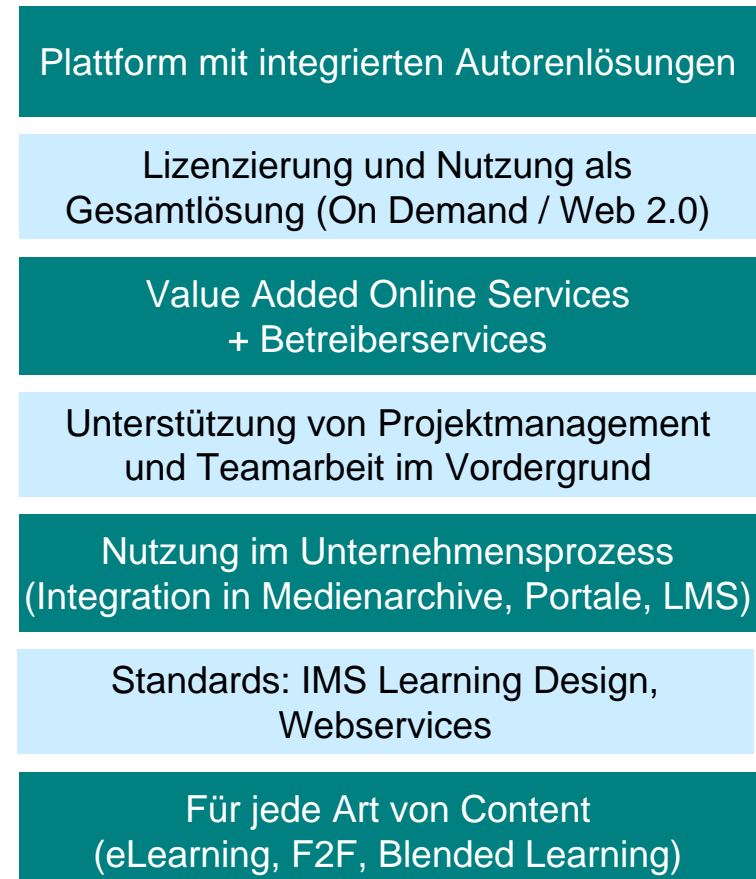 Plattform mit integrierten Autorenlösungen
Lizenzierung und Nutzung als
Gesamtlösung (On Demand / Web 2.0)
Value Added Online Services
+ Betreiberservices
Unterstützung von Projektmanagement
und Teamarbeit im Vordergrund
Nutzung im Unternehmensprozess
(Integration in Medienarchive, Portale, LMS)
Standards: IMS Learning Design,
Webservices
Für jede Art von Content
(eLearning, F2F, Blended Learning)